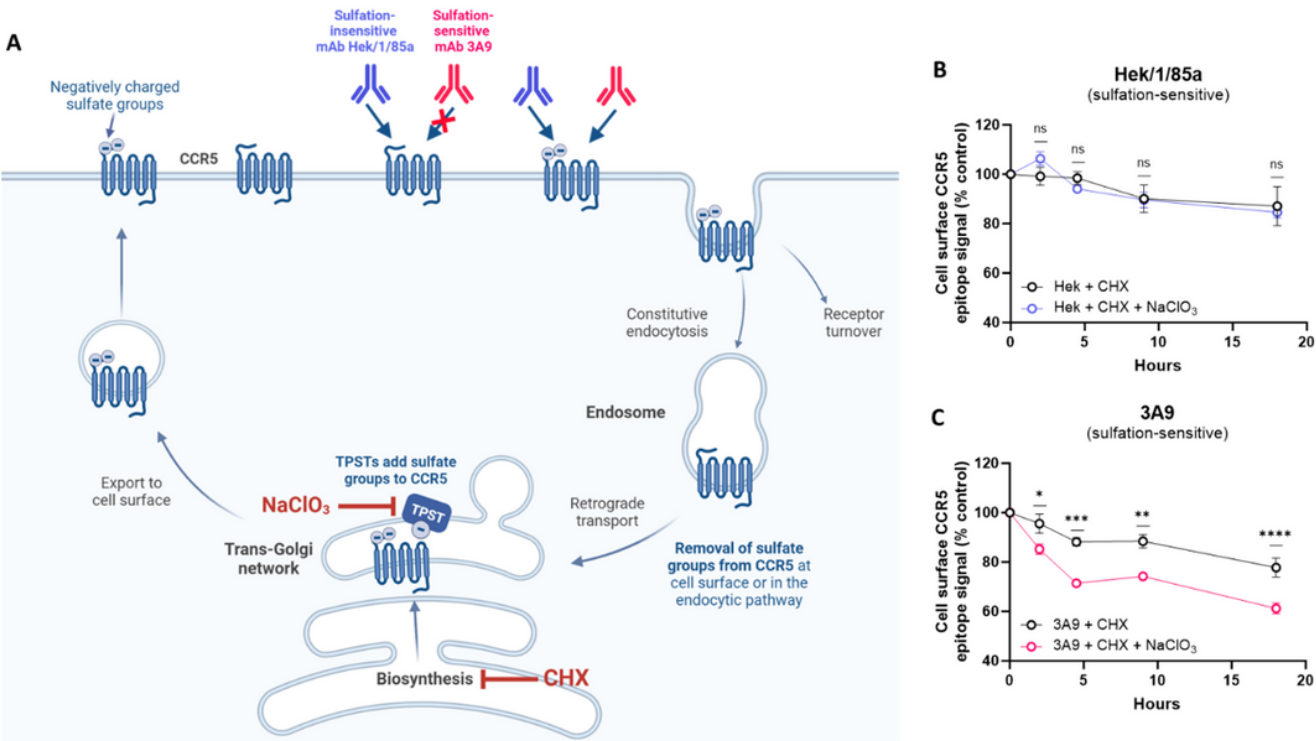 A
Sulfation-
insensitive
mAb Hek/1/85a
Sulfation-
sensitive
mAb 3A9
Negatively charged
sulfate groups
CCR5
Constitutive
endocytosis
Receptor
turnover
Endosome
Export to
cell surface
TPSTs add sulfate
groups to CCR5
NaClO₃
TPST
Trans-Golgi
network
Retrograde
transport
Removal of sulfate
groups from CCR5 at
cell surface or in the
endocytic pathway
Biosynthesis
CHX
B
Hek/1/85a
(sulfation-sensitive)
Cell surface CCR5
epitope signal (% control)
120
100
80
60
40
ns
ns
ns
ns
Hek + CHX
Hek + CHX + NaClO₃
0 5 10 15 20
Hours
C
3A9
(sulfation-sensitive)
Cell surface CCR5
epitope signal (% control)
120
100
80
60
40
*
***
**
****
3A9 + CHX
3A9 + CHX + NaClO₃
0 5 10 15 20
Hours